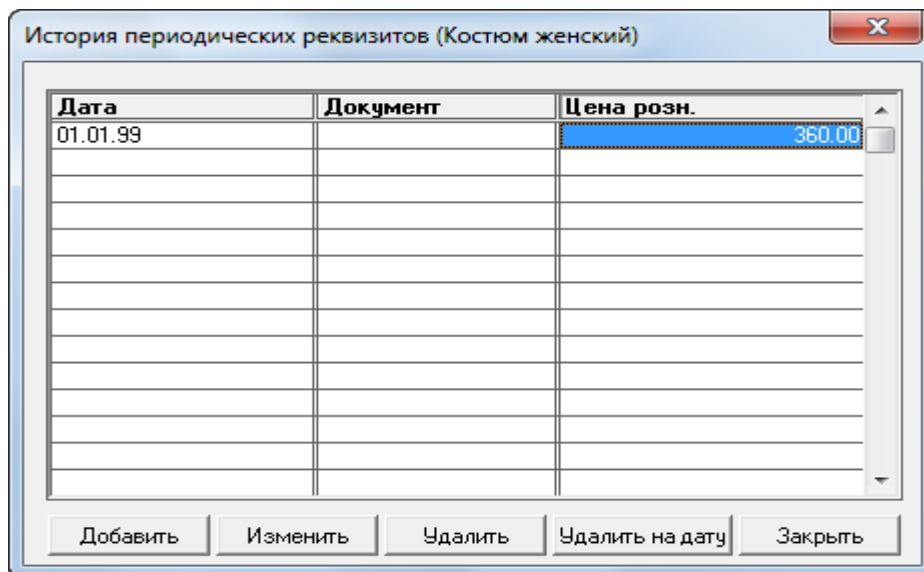 История периодических реквизитов (Костюм женский)
Дата Документ Цена розн.
01.01.99 360.00
Добавить Изменить Удалить Удалить на дату Закрыть